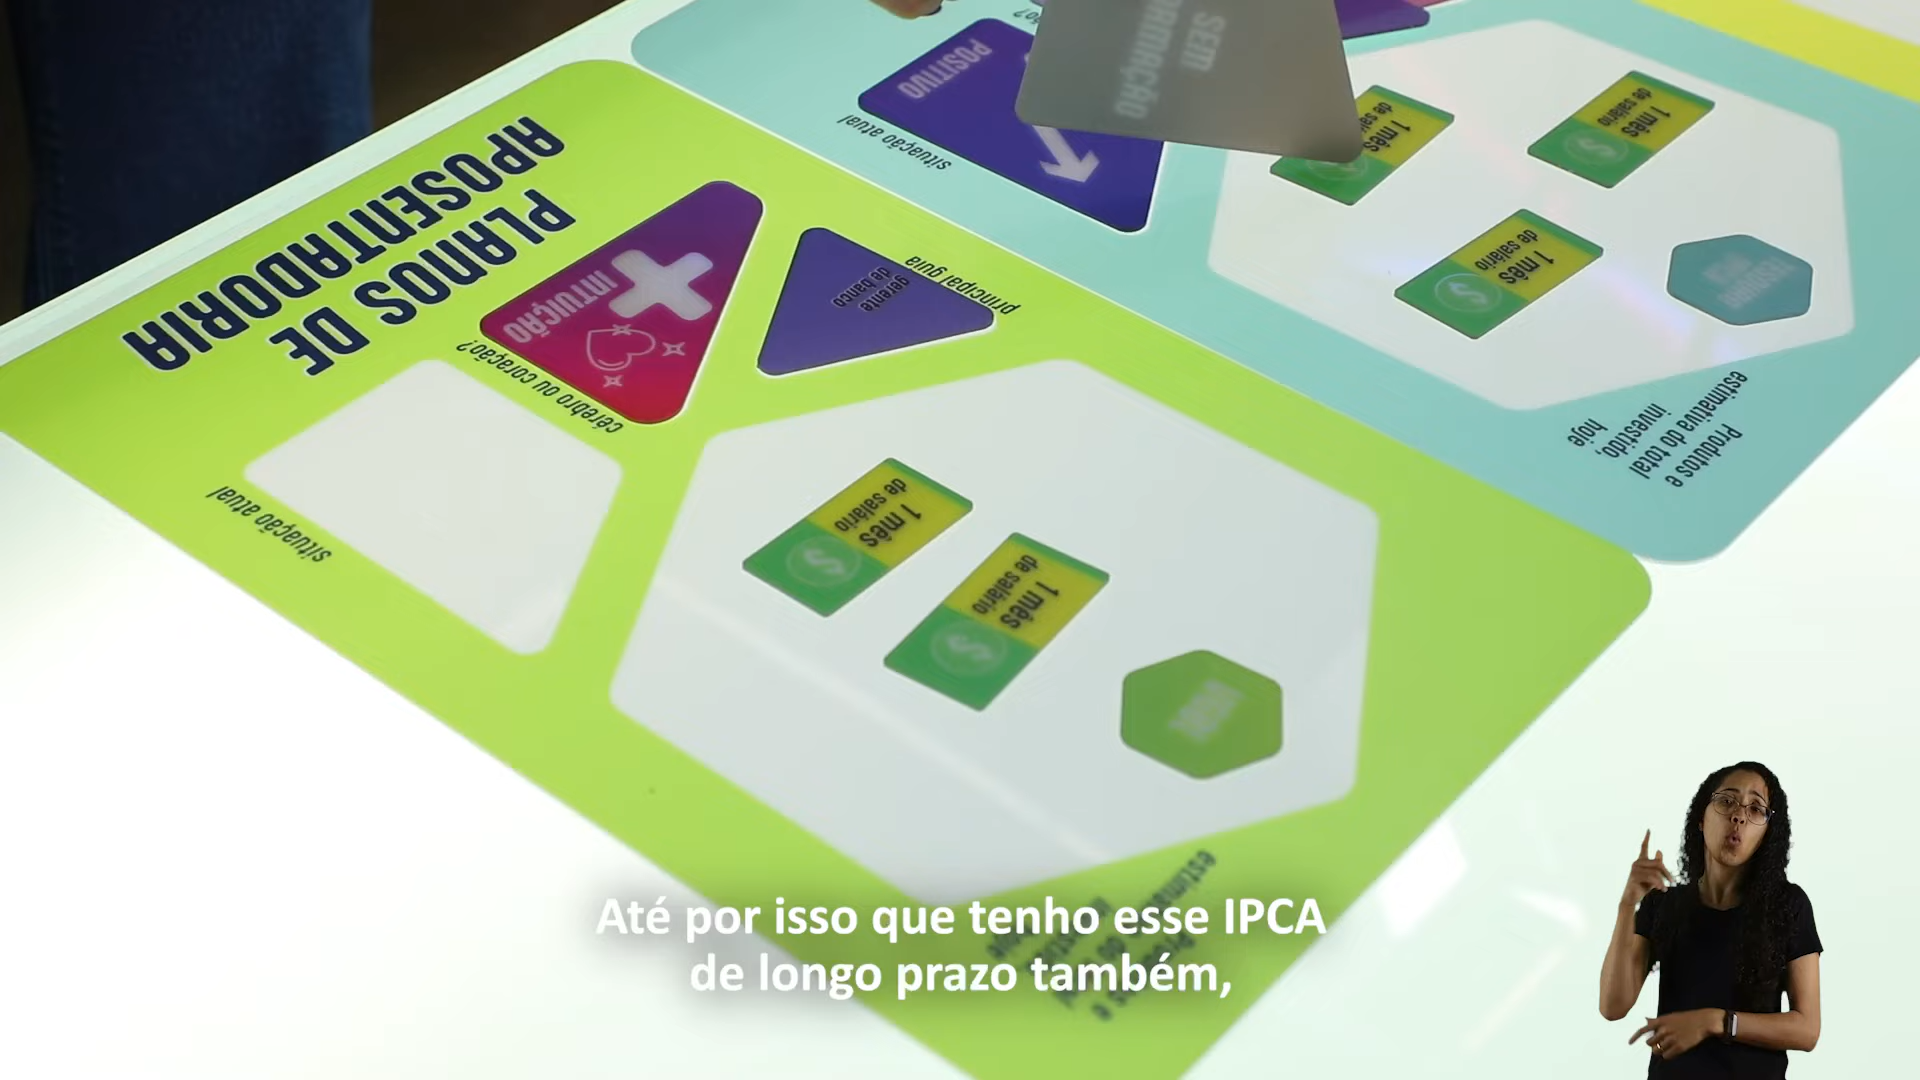 PLANOS DE
APOSENTADORIA
INTUIÇÃO
cérebro ou coração?
gerente
de banco
principal guia
situação atual
1 mês
de salário
1 mês
de salário
POSITIVO
situação atual
SEM
1 mês
de salário
1 mês
de salário
1 mês
de salário
Produtos e
estimativa do total
investido,
hoje
Até por isso que tenho esse IPCA
de longo prazo também,